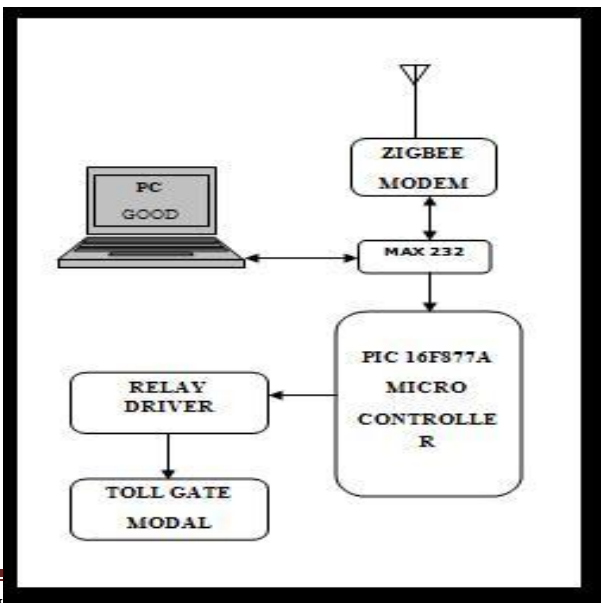 ZIGBEE
MODEM
PC
GOOD
MAX 232
PIC 16F877A
MICRO
CONTROLLE
R
RELAY
DRIVER
TOLL GATE
MODAL